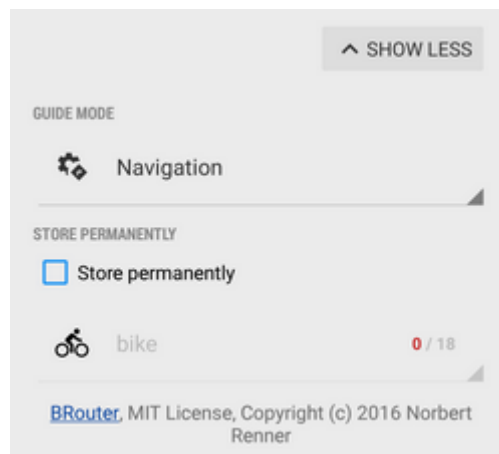 SHOW LESS
GUIDE MODE
Navigation
STORE PERMANENTLY
Store permanently
bike 0 / 18
BRouter, MIT License, Copyright (c) 2016 Norbert
Renner